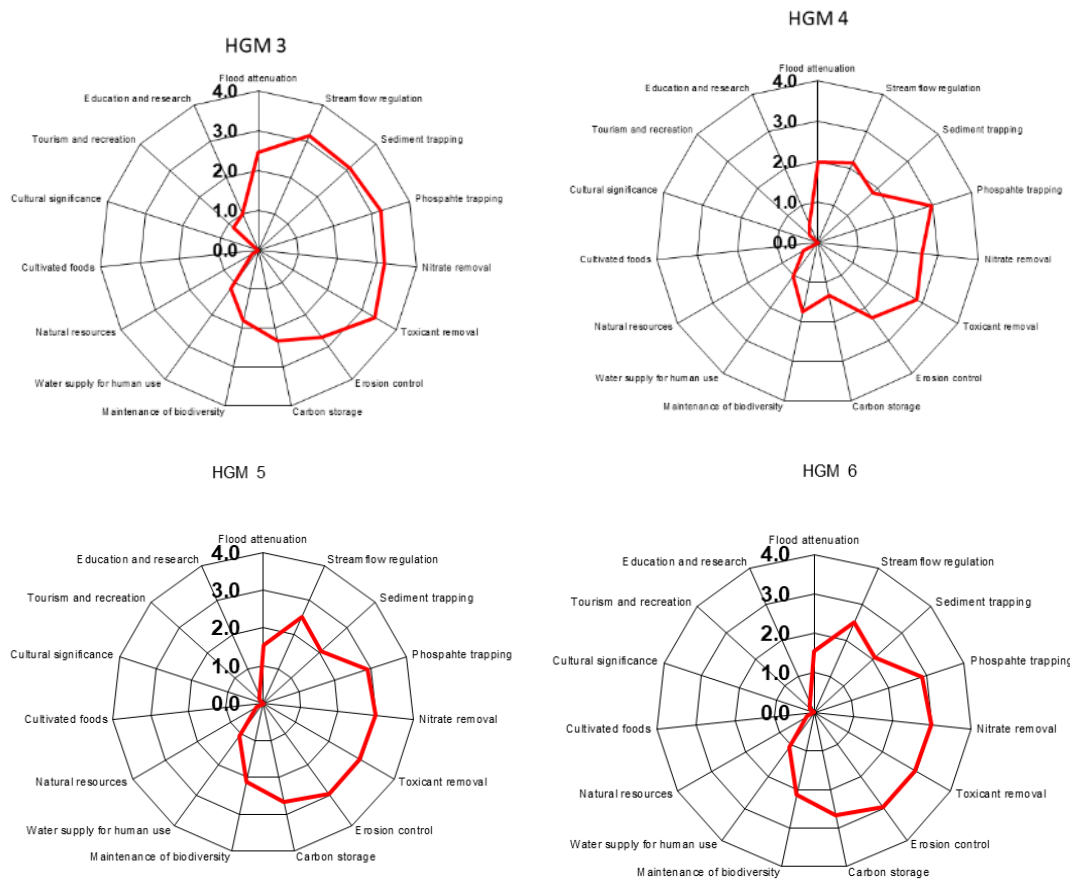 HGM 3
Flood attenuation
4.0
Education and research
Stream flow regulation
3.0
Tourism and recreation
Sediment trapping
2.0
Cultural significance
Phospahte trapping
1.0
0.0
Cultivated foods
Nitrate removal
Natural resources
Toxicant removal
Water supply for human use
Erosion control
Maintenance of biodiversity
Carbon storage
HGM 4
Flood attenuation
4.0
Education and research
Stream flow regulation
3.0
Tourism and recreation
Sediment trapping
2.0
Cultural significance
Phospahte trapping
1.0
0.0
Cultivated foods
Nitrate removal
Natural resources
Toxicant removal
Water supply for human use
Erosion control
Maintenance of biodiversity
Carbon storage
HGM 5
Flood attenuation
4.0
Education and research
Stream flow regulation
3.0
Tourism and recreation
Sediment trapping
2.0
Cultural significance
Phospahte trapping
1.0
0.0
Cultivated foods
Nitrate removal
Natural resources
Toxicant removal
Water supply for human use
Erosion control
Maintenance of biodiversity
Carbon storage
HGM 6
Flood attenuation
4.0
Education and research
Stream flow regulation
3.0
Tourism and recreation
Sediment trapping
2.0
Cultural significance
Phospahte trapping
1.0
0.0
Cultivated foods
Nitrate removal
Natural resources
Toxicant removal
Water supply for human use
Erosion control
Maintenance of biodiversity
Carbon storage